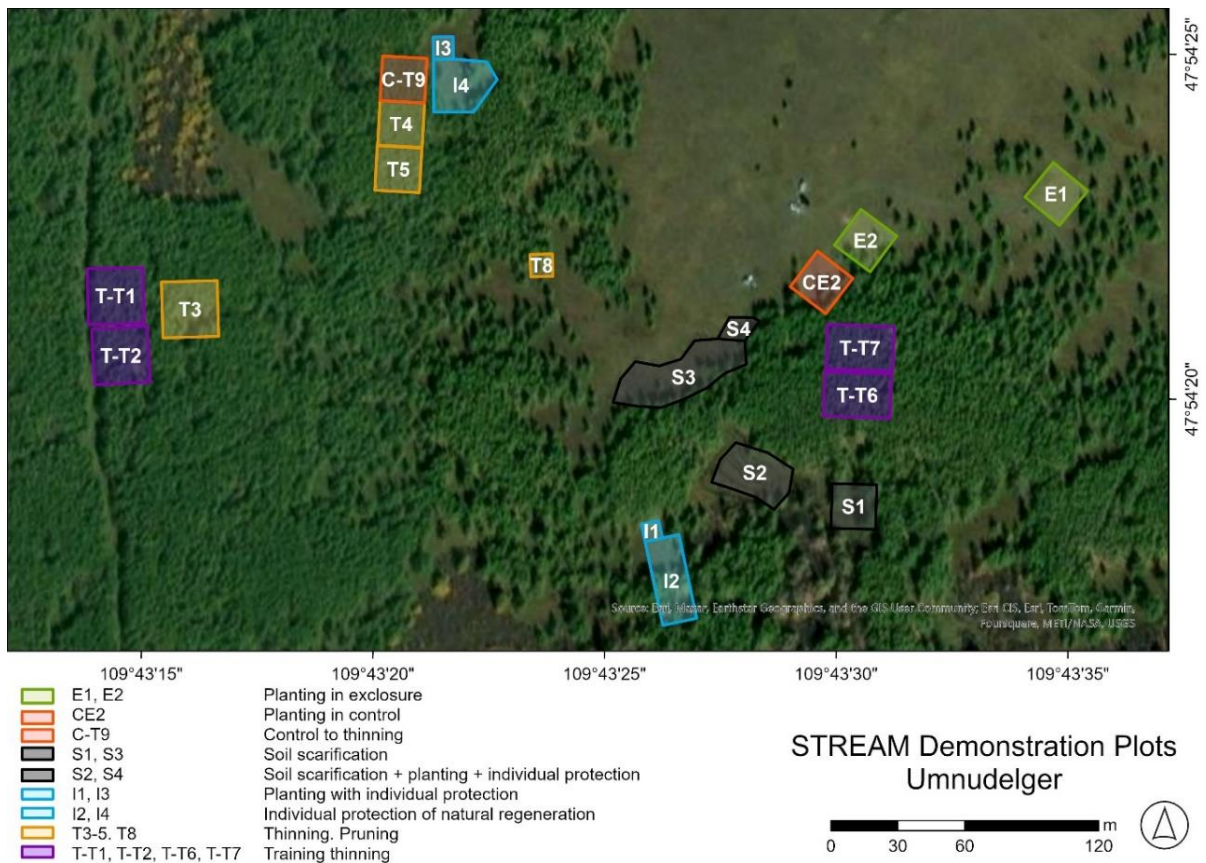 I3
C-T9
I4
T4
T5
E1
E2
T8
CE2
T-T1
T3
T-T2
S4
T-T7
S3
T-T6
S2
S1
I1
I2
47°54'25"
47°54'20"
Source: Esri, Maxar, Earthstar Geographics, and the GIS User Community; Esri CIS, Esri, TomTom, Garmin,
Foursquare, METI/NASA, USGS
109°43'15" 109°43'20" 109°43'25" 109°43'30" 109°43'35"
E1, E2 Planting in exclosure
CE2 Planting in control
C-T9 Control to thinning
S1, S3 Soil scarification
S2, S4 Soil scarification + planting + individual protection
I1, I3 Planting with individual protection
I2, I4 Individual protection of natural regeneration
T3-5. T8 Thinning. Pruning
T-T1, T-T2, T-T6, T-T7 Training thinning
STREAM Demonstration Plots
Umnudelger
m
0 30 60 120